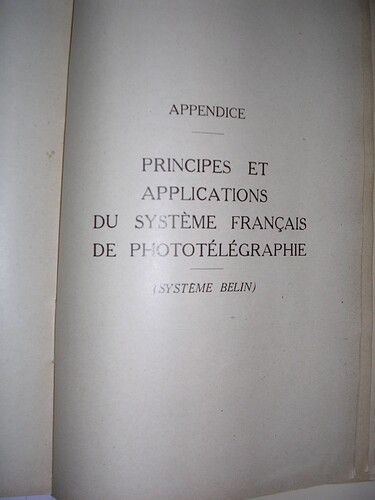 APPENDICE
PRINCIPES ET
APPLICATIONS
DU SYSTÈME FRANÇAIS
DE PHOTOTÉLÉGRAPHIE
(SYSTÈME BELIN)